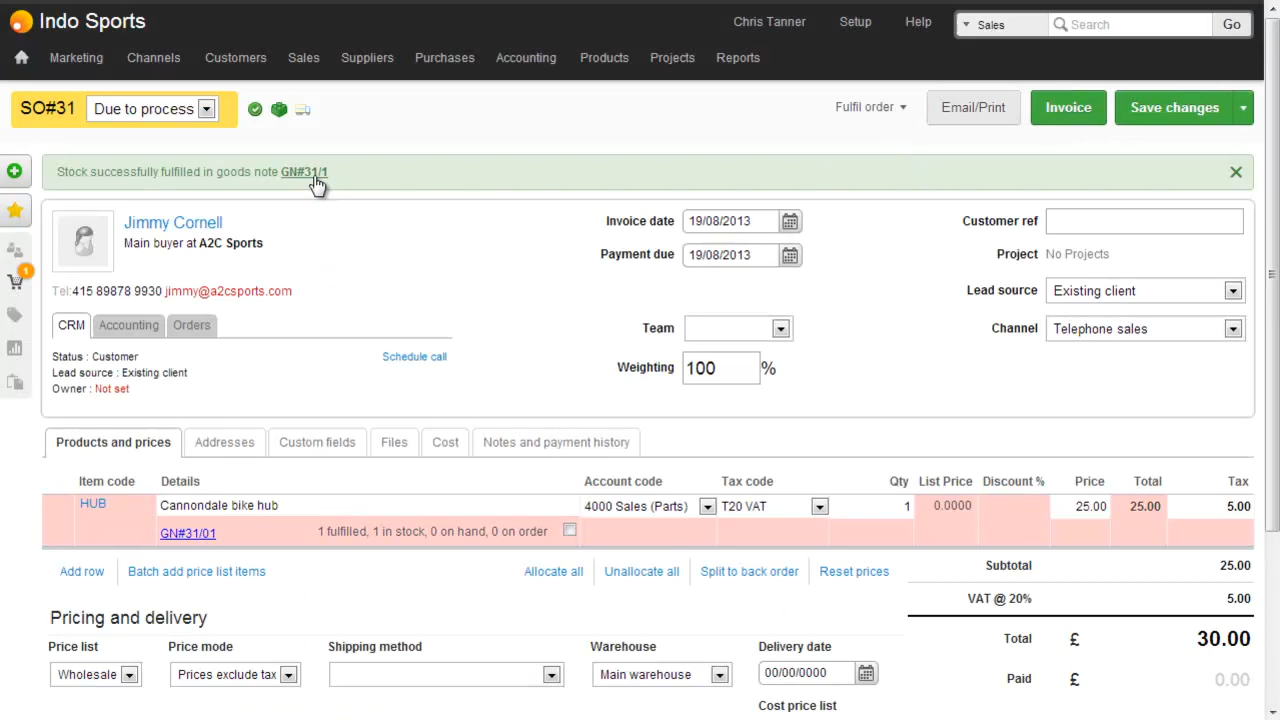 Indo Sports
Chris Tanner Setup Help Sales Search Go
Marketing Channels Customers Sales Suppliers Purchases Accounting Products Projects Reports
SO#31 Due to process Fulfil order Email/Print Invoice Save changes
Stock successfully fulfilled in goods note GN#31/1
Jimmy Cornell Invoice date 19/08/2013 Customer ref
Main buyer at A2C Sports Payment due 19/08/2013 Project No Projects
1
Tel:415 89878 9930 jimmy@a2csports.com Lead source Existing client
CRM Accounting Orders Team Channel Telephone sales
Status : Customer Schedule call Weighting 100 %
Lead source : Existing client
Owner : Not set
Products and prices Addresses Custom fields Files Cost Notes and payment history
Item code Details Account code Tax code Qty List Price Discount % Price Total Tax
HUB Cannondale bike hub 4000 Sales (Parts) T20 VAT 1 0.0000 25.00 25.00 5.00
GN#31/01 1 fulfilled, 1 in stock, 0 on hand, 0 on order
Add row Batch add price list items Allocate all Unallocate all Split to back order Reset prices Subtotal 25.00
VAT @ 20% 5.00
Pricing and delivery
Total £ 30.00
Price list Price mode Shipping method Warehouse Delivery date
Wholesale Prices exclude tax Main warehouse 00/00/0000 Paid £ 0.00
Cost price list